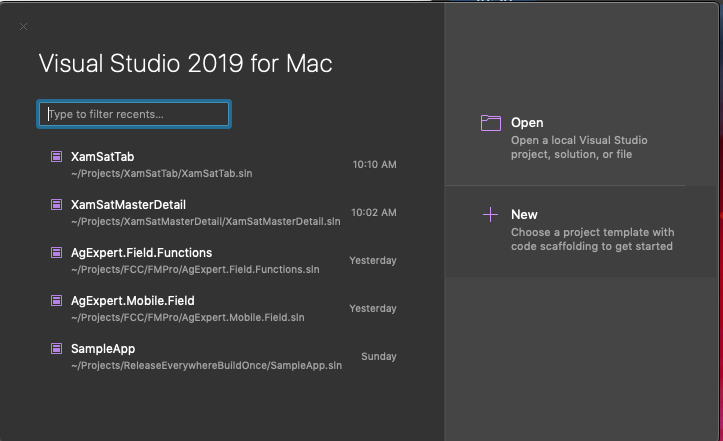 Visual Studio 2019 for Mac
Type to filter recents...
XamSatTab
~/Projects/XamSatTab/XamSatTab.sln
10:10 AM
XamSatMasterDetail
~/Projects/XamSatMasterDetail/XamSatMasterDetail.sln
10:02 AM
AgExpert.Field.Functions
~/Projects/FCC/FMPro/AgExpert.Field.Functions.sln
Yesterday
AgExpert.Mobile.Field
~/Projects/FCC/FMPro/AgExpert.Mobile.Field.sln
Yesterday
SampleApp
~/Projects/ReleaseEverywhereBuildOnce/SampleApp.sln
Sunday
Open
Open a local Visual Studio
project, solution, or file
New
Choose a project template with
code scaffolding to get started